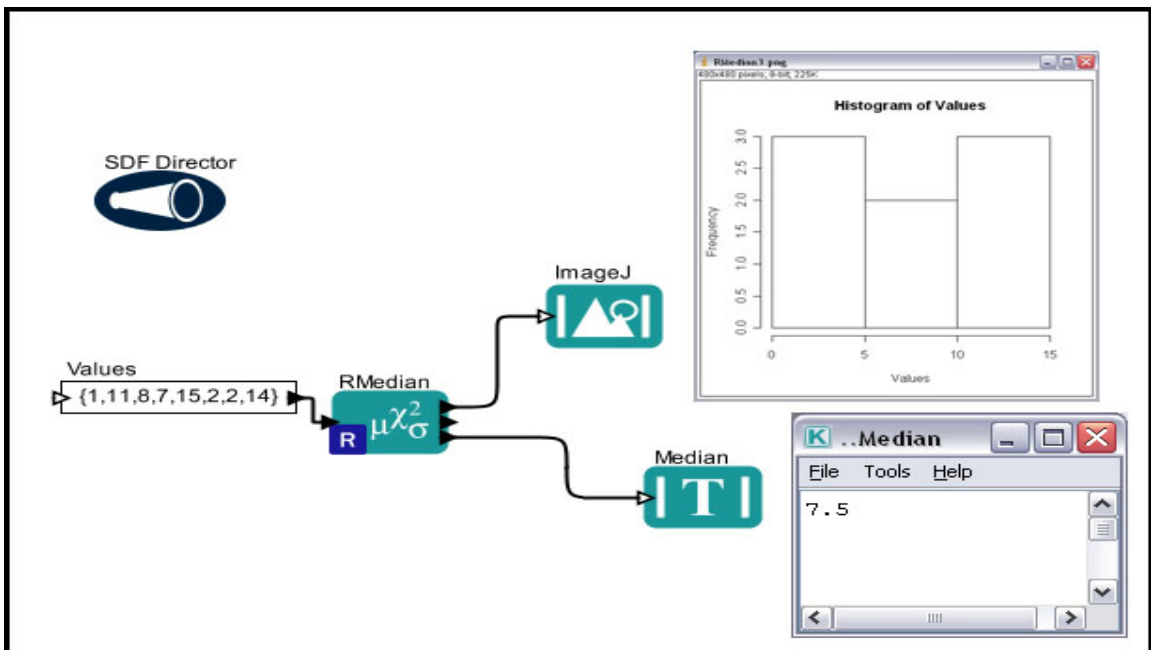 SDF Director
Values
{1,11,8,7,15,2,2,14}
RMedian
R
μχ²σ
ImageJ
Median
T
RMedian3.png
480x480 pixels; 8-bit, 225K
Histogram of Values
Frequency
3.0
2.5
2.0
1.5
1.0
0.5
0.0
0 5 10 15
Values
K ..Median
File Tools Help
7.5